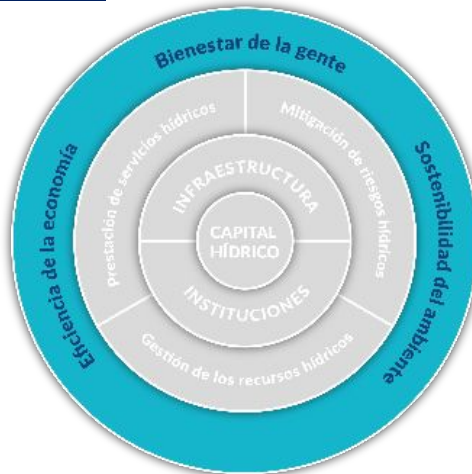 Bienestar de la gente
Eficiencia de la economía
Sostenibilidad del ambiente
Prestación de servicios hídricos
Mitigación de riesgos hídricos
Gestión de los recursos hídricos
INFRAESTRUCTURA
CAPITAL
HÍDRICO
INSTITUCIONES